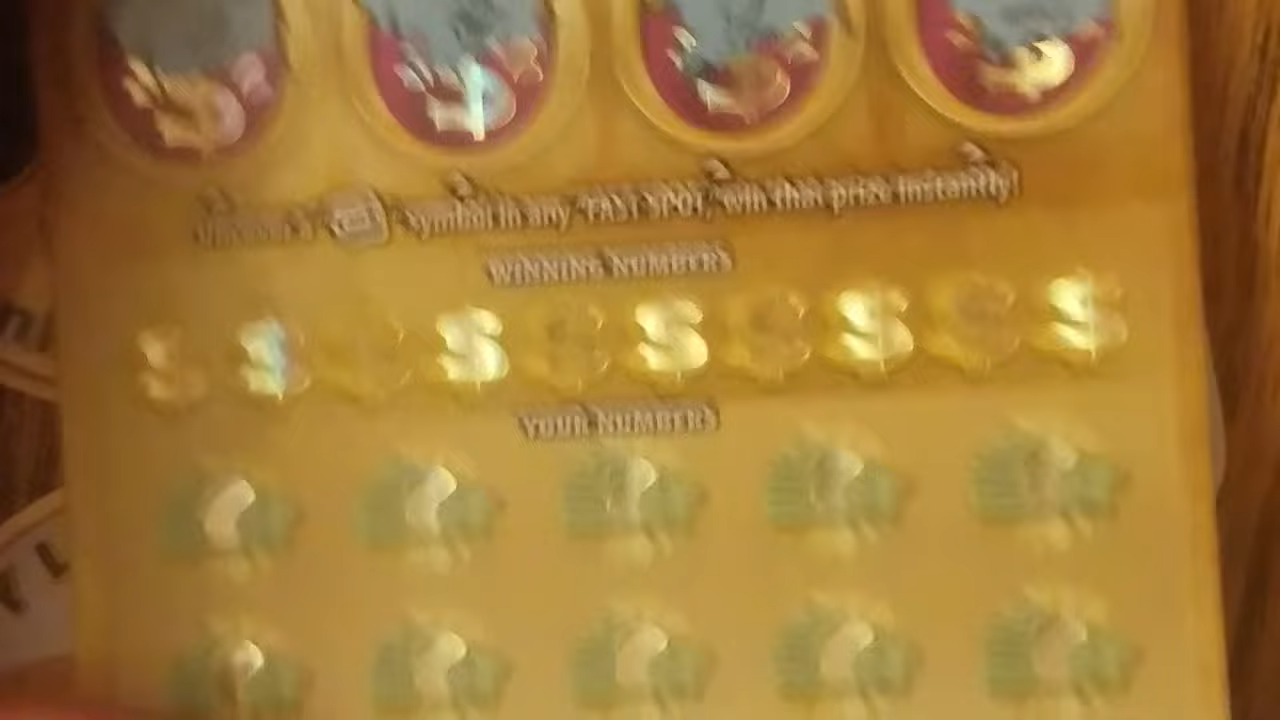 symbol in any "FAST SPOT," win that prize instantly!
WINNING NUMBERS
$ $ $ $ $ $ $
YOUR NUMBERS